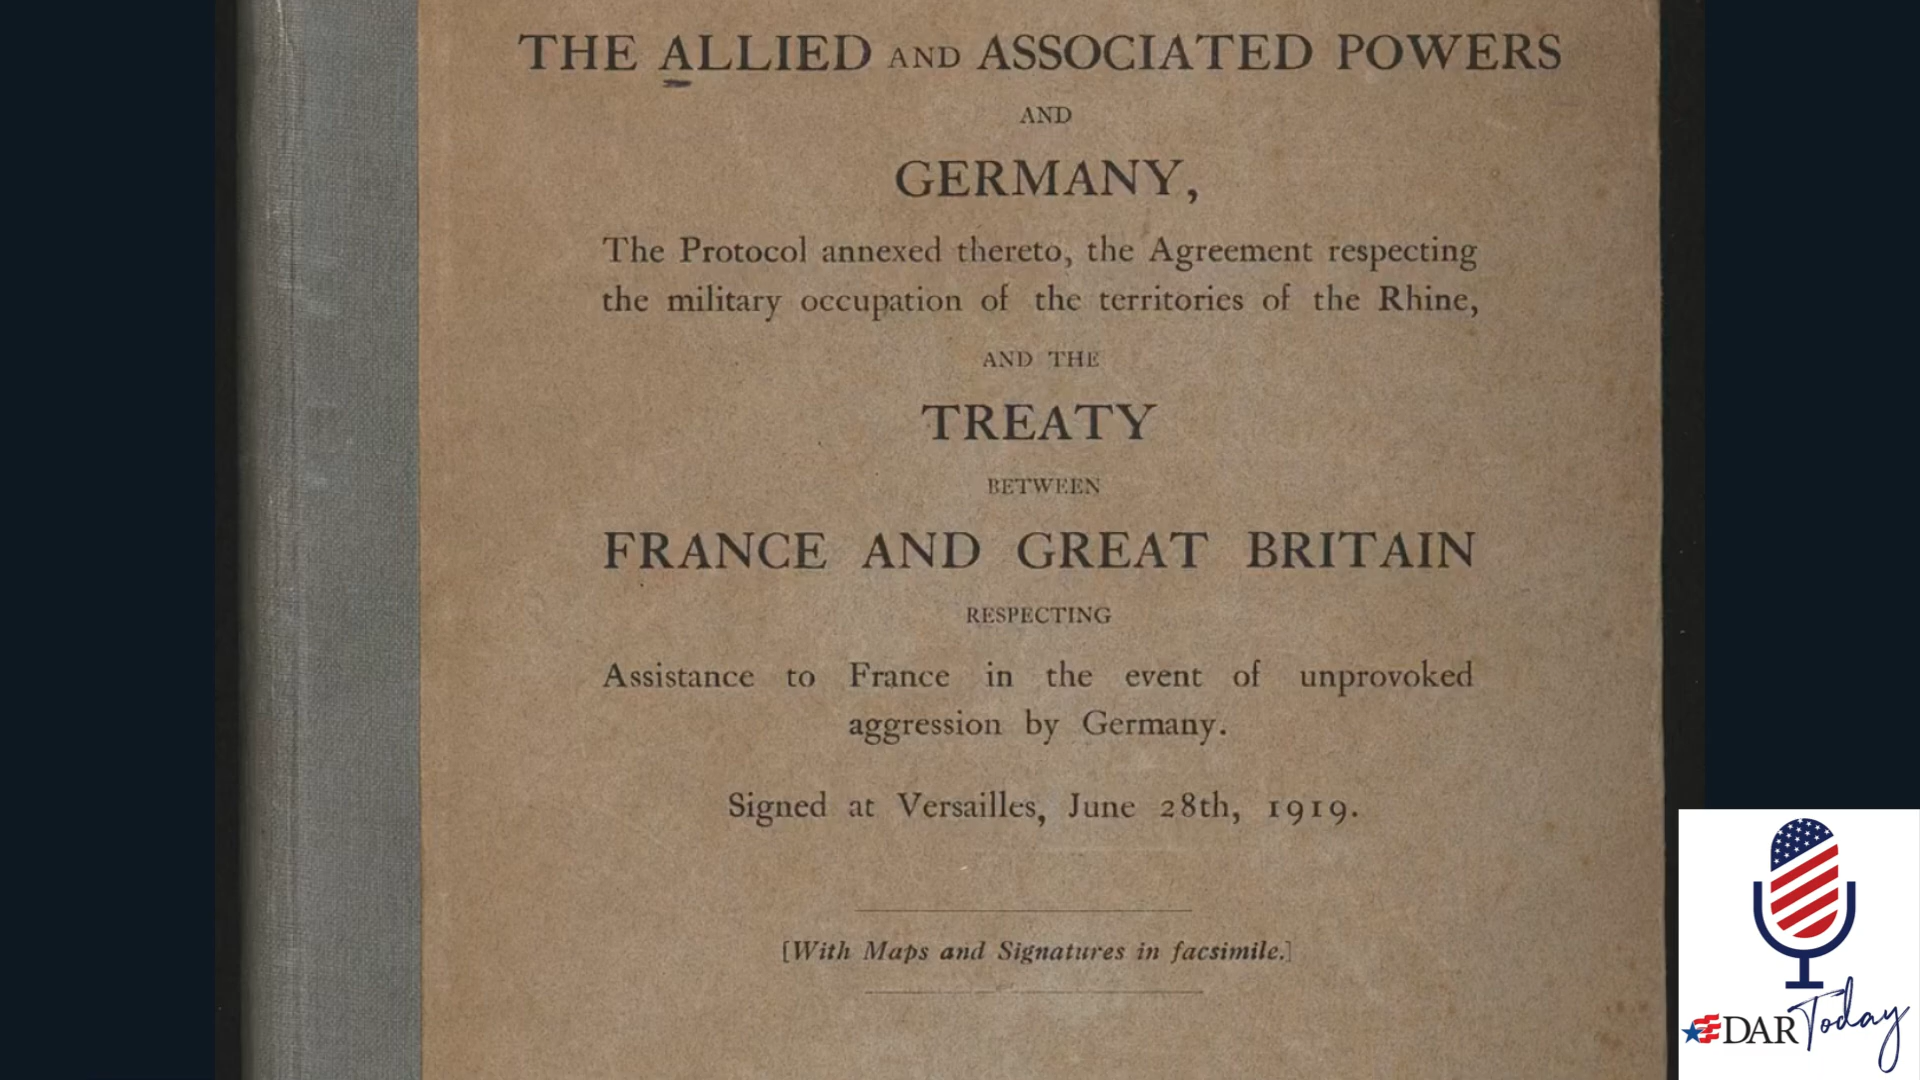 THE ALLIED AND ASSOCIATED POWERS
AND
GERMANY,
The Protocol annexed thereto, the Agreement respecting
the military occupation of the territories of the Rhine,
AND THE
TREATY
BETWEEN
FRANCE AND GREAT BRITAIN
RESPECTING
Assistance to France in the event of unprovoked
aggression by Germany.
Signed at Versailles, June 28th, 1919.
[With Maps and Signatures in facsimile.]
DAR Today